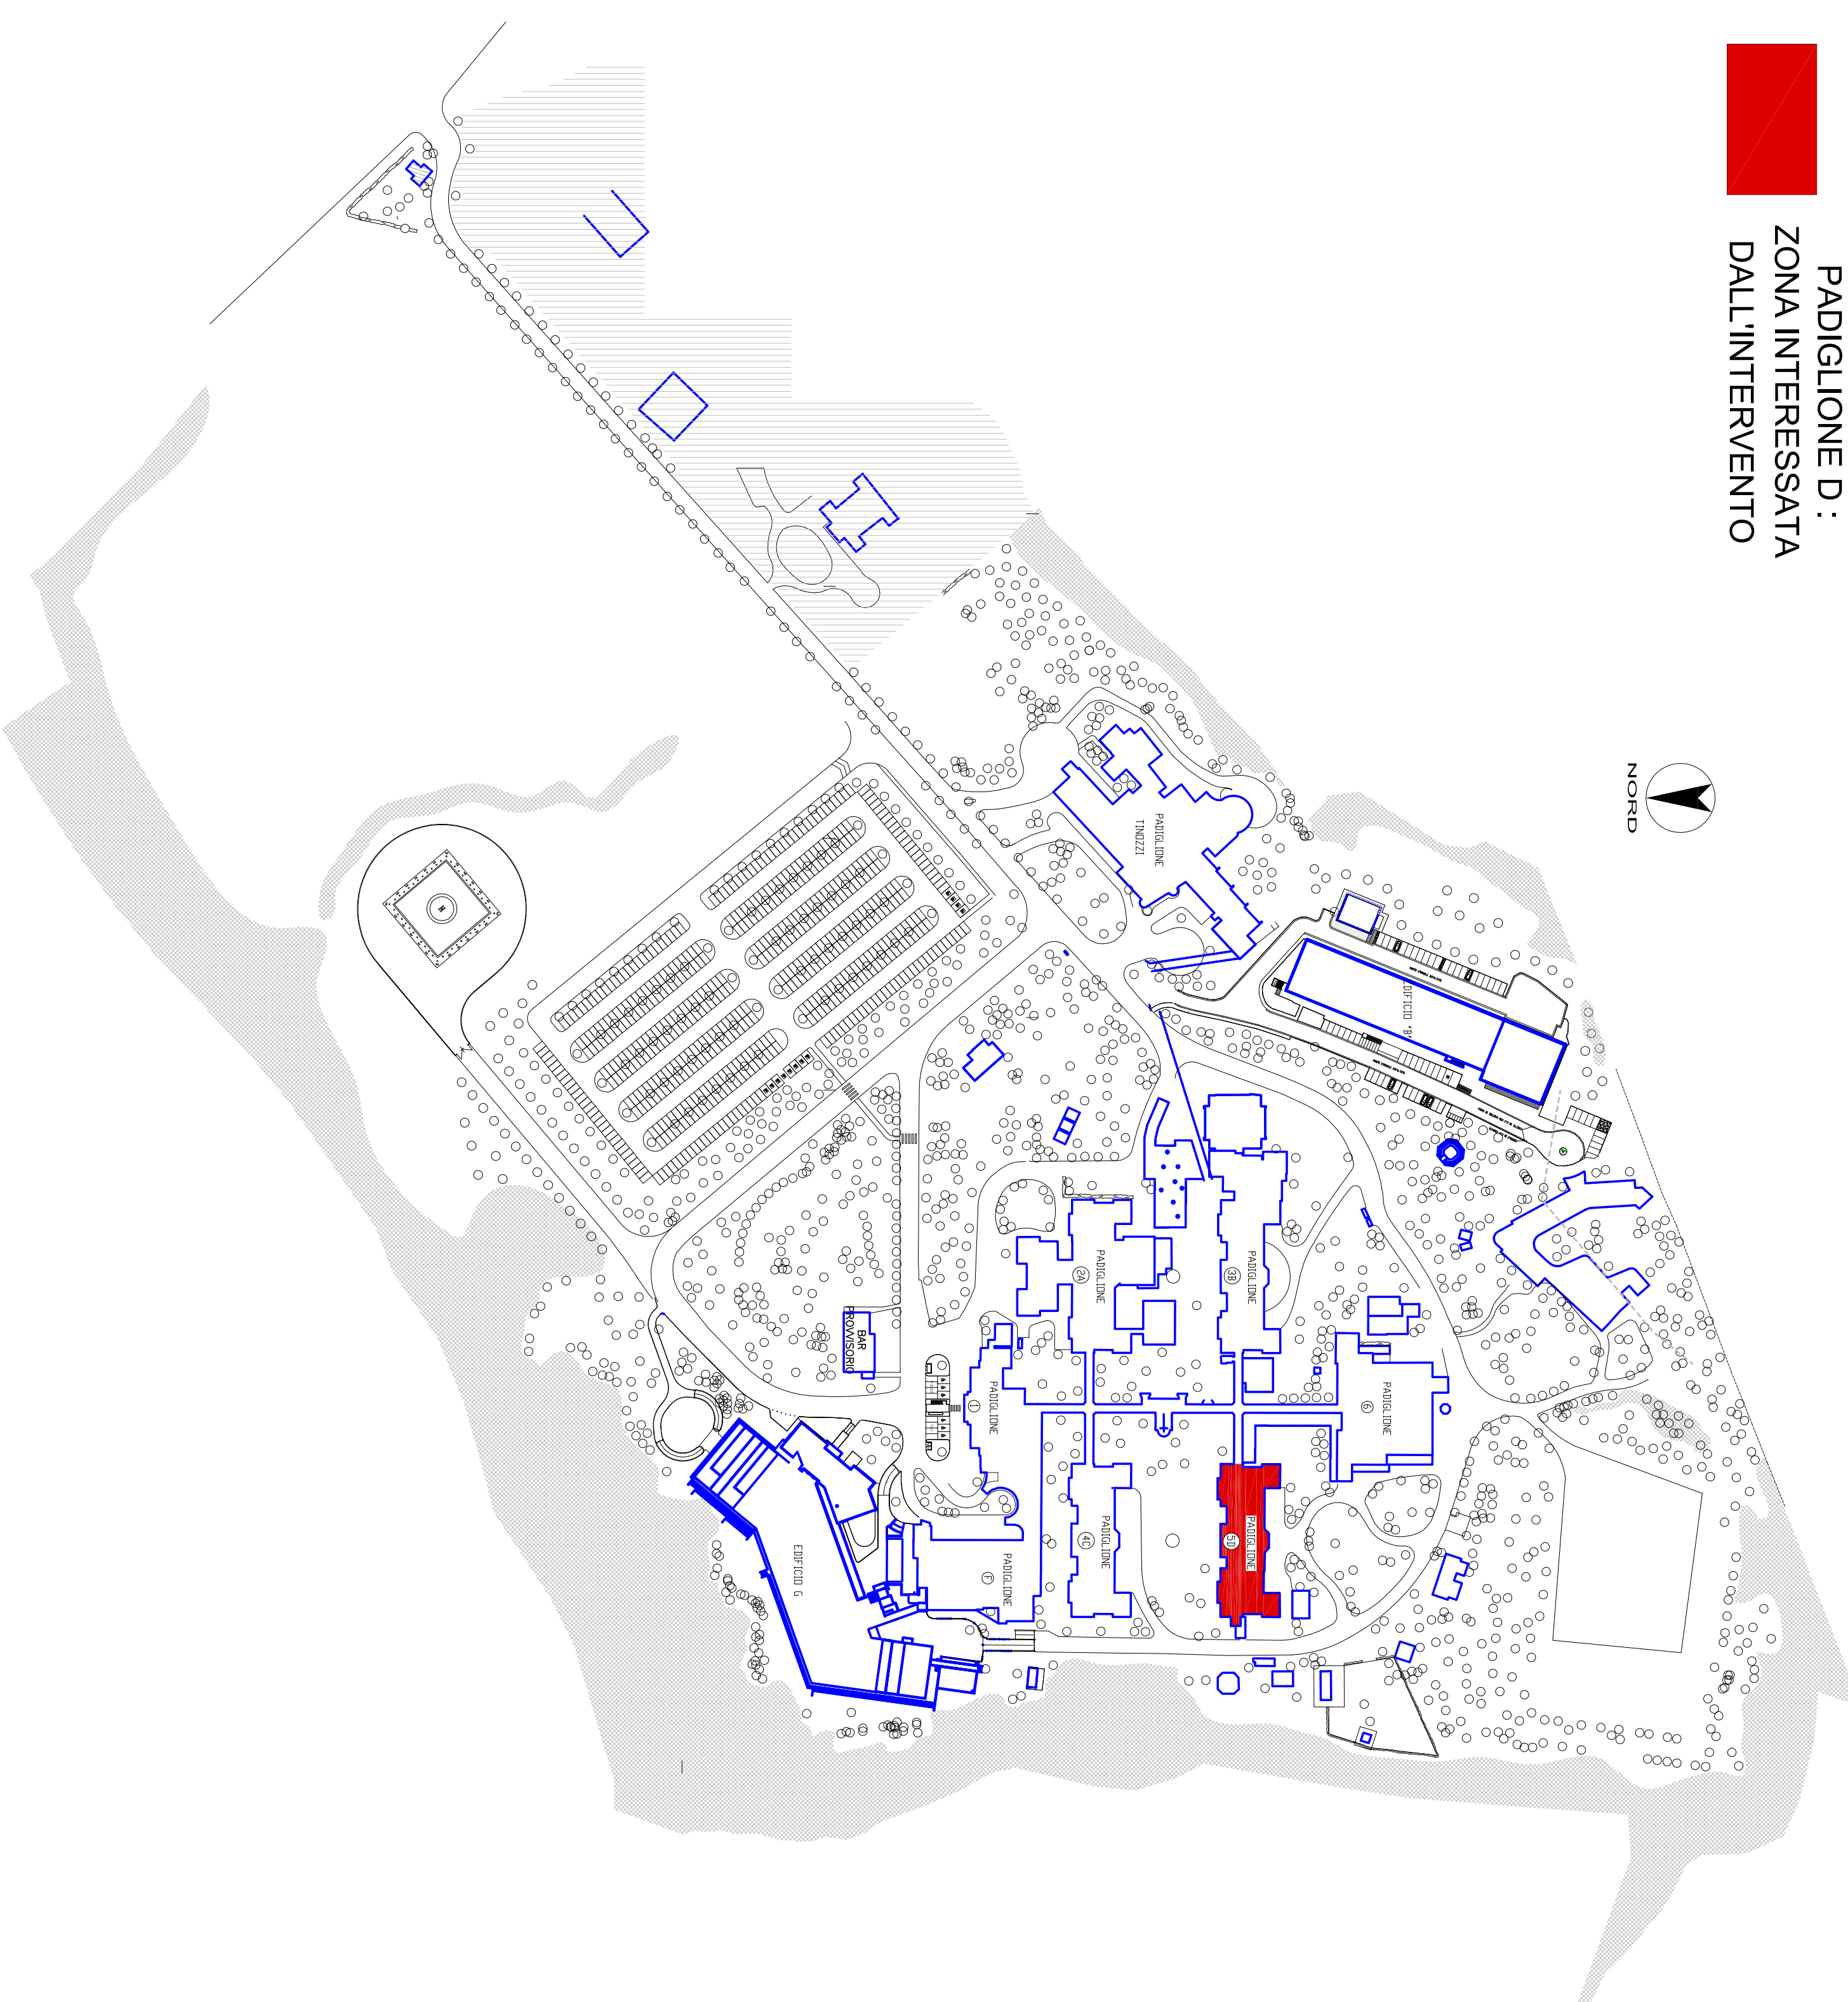 PADIGLIONE D :
ZONA INTERESSATA
DALL'INTERVENTO
NORD
PADIGLIONE
TINOZZI
EDIFICIO "B"
PADIGLIONE
3B
PADIGLIONE
2A
PADIGLIONE
6
PADIGLIONE
1
BAR
PROVVISORIO
PADIGLIONE
5D
PADIGLIONE
4C
PADIGLIONE
F
EDIFICIO G
H